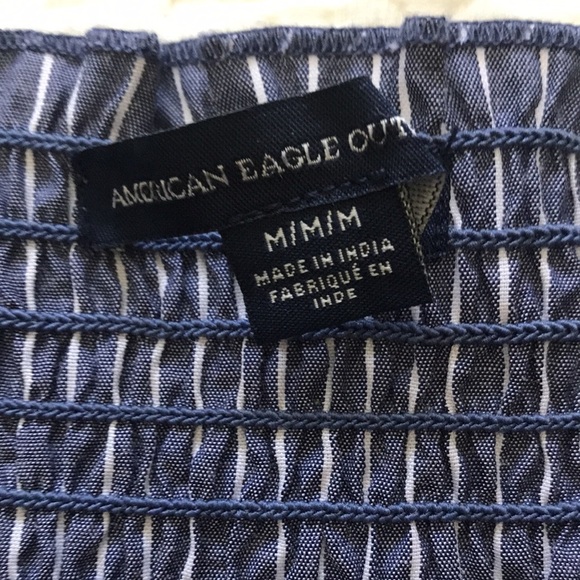 AMERICAN EAGLE OUT
M/M/M
MADE IN INDIA
FABRIQUÉ EN
INDE